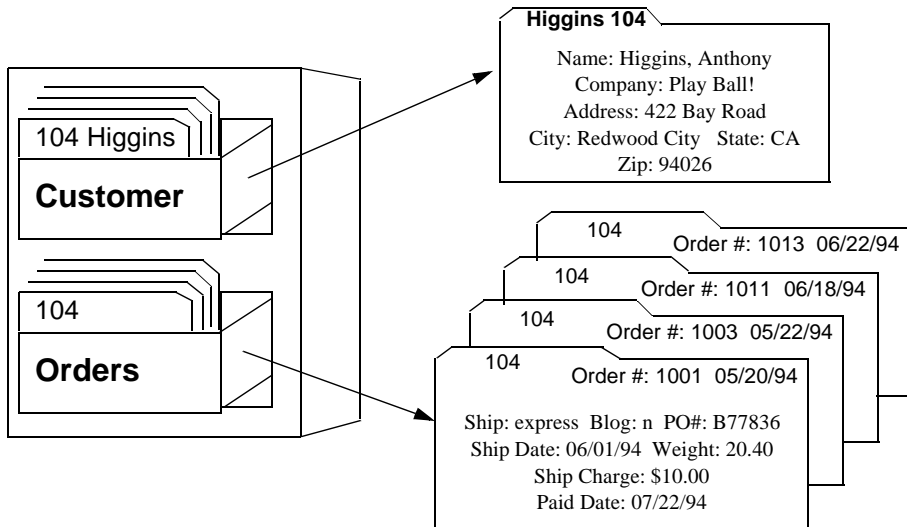 104 Higgins
Customer
104
Orders
Higgins 104
Name: Higgins, Anthony
Company: Play Ball!
Address: 422 Bay Road
City: Redwood City State: CA
Zip: 94026
104
Order #: 1013 06/22/94
104
Order #: 1011 06/18/94
104
Order #: 1003 05/22/94
104
Order #: 1001 05/20/94
Ship: express Blog: n PO#: B77836
Ship Date: 06/01/94 Weight: 20.40
Ship Charge: $10.00
Paid Date: 07/22/94